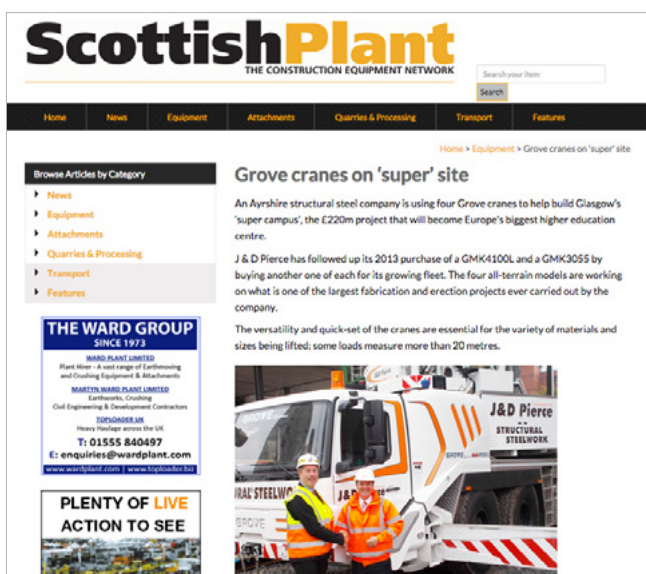 ScottishPlant
THE CONSTRUCTION EQUIPMENT NETWORK
Search your item
Search
Home News Equipment Attachments Quarries & Processing Transport Features
Home > Equipment > Grove cranes on 'super' site
Browse Articles by Category
News
Equipment
Attachments
Quarries & Processing
Transport
Features
THE WARD GROUP
SINCE 1973
WARD PLANT LIMITED
Plant Hirer - A vast range of Earthmoving
and Crushing Equipment & Attachments
MARTYN WARD PLANT LIMITED
Earthworks, Crushing
Civil Engineering & Development Contractors
TOPLOADER UK
Heavy Haulage across the UK
T: 01555 840497
E: enquiries@wardplant.com
www.wardplant.com | www.toploader.biz
PLENTY OF LIVE
ACTION TO SEE
Grove cranes on 'super' site
An Ayrshire structural steel company is using four Grove cranes to help build Glasgow's
'super campus', the £220m project that will become Europe's biggest higher education
centre.
J & D Pierce has followed up its 2013 purchase of a GMK4100L and a GMK3055 by
buying another one of each for its growing fleet. The four all-terrain models are working
on what is one of the largest fabrication and erection projects ever carried out by the
company.
The versatility and quick-set of the cranes are essential for the variety of materials and
sizes being lifted; some loads measure more than 20 metres.
GROVE
J&D Pierce
STRUCTURAL
STEELWORK
GROVE
RAL STEELWO
J&D Pierce
GROVE